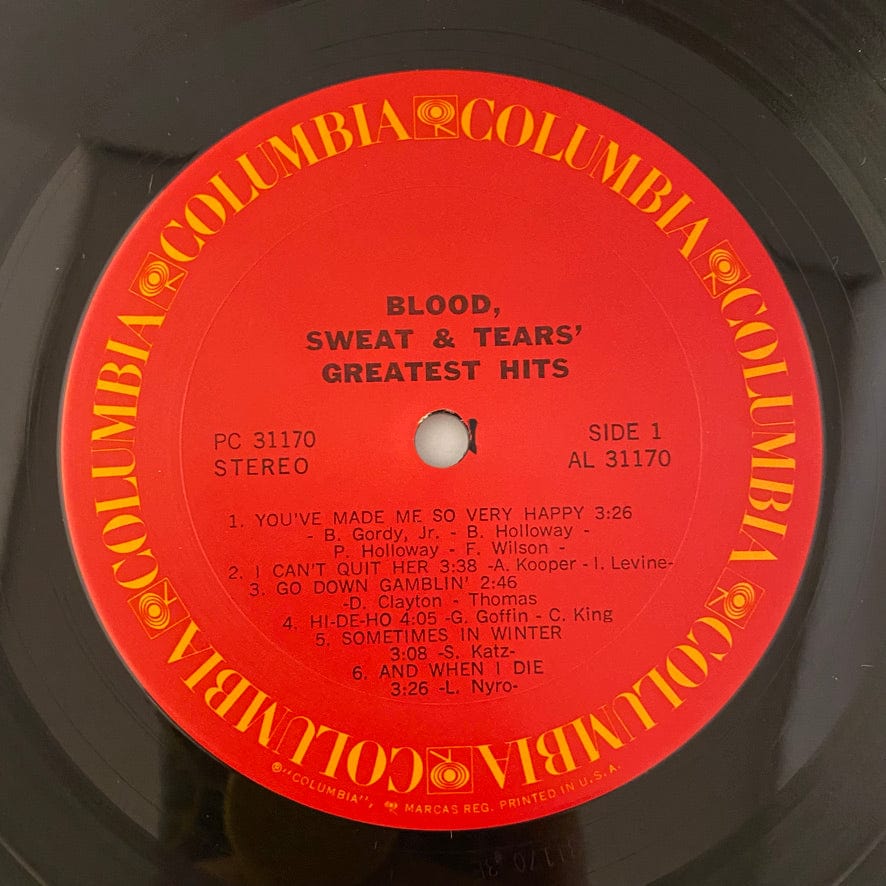 COLUMBIA COLUMBIA COLUMBIA COLUMBIA COLUMBIA COLUMBIA COLUMBIA
BLOOD,
SWEAT & TEARS'
GREATEST HITS
PC 31170
STEREO
SIDE 1
AL 31170
1. YOU'VE MADE ME SO VERY HAPPY 3:26
- B. Gordy, Jr. - B. Holloway -
P. Holloway - F. Wilson -
2. I CAN'T QUIT HER 3:38 -A. Kooper - I. Levine-
3. GO DOWN GAMBLIN' 2:46
-D. Clayton - Thomas
4. HI-DE-HO 4:05 -G. Goffin - C. King
5. SOMETIMES IN WINTER
3:08 -S. Katz-
6. AND WHEN I DIE
3:26 -L. Nyro-
®"COLUMBIA", MARCAS REG. PRINTED IN U.S.A.